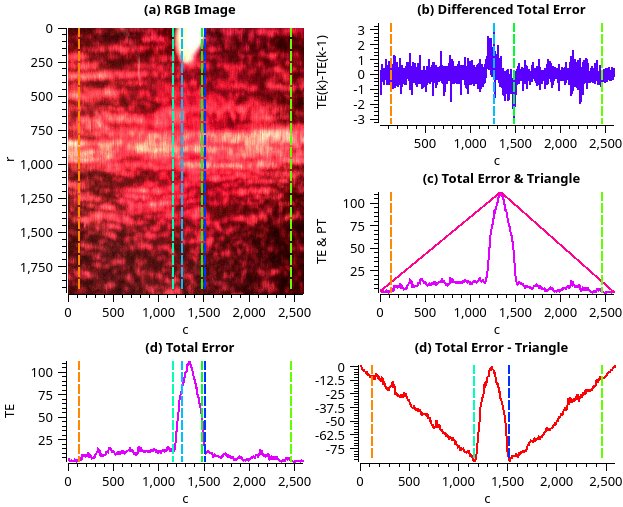 (a) RGB Image
0
250
500
750
1,000
1,250
1,500
1,750
r
0 500 1,000 1,500 2,000 2,500
c
(b) Differenced Total Error
3
2
1
0
-1
-2
-3
TE(k)-TE(k-1)
500 1,000 1,500 2,000 2,500
c
(c) Total Error & Triangle
100
75
50
25
TE & PT
0 500 1,000 1,500 2,000 2,500
c
(d) Total Error
100
75
50
25
TE
0 500 1,000 1,500 2,000 2,500
c
(d) Total Error - Triangle
0
-12.5
-25
-37.5
-50
-62.5
-75
0 500 1,000 1,500 2,000 2,500
c